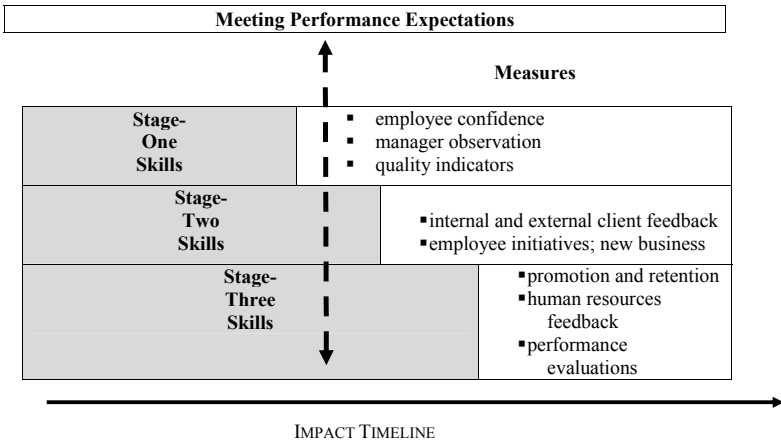 Meeting Performance Expectations
Measures
Stage-
One
Skills
▪ employee confidence
▪ manager observation
▪ quality indicators
Stage-
Two
Skills
▪internal and external client feedback
▪employee initiatives; new business
Stage-
Three
Skills
▪promotion and retention
▪human resources
feedback
▪performance
evaluations
IMPACT TIMELINE